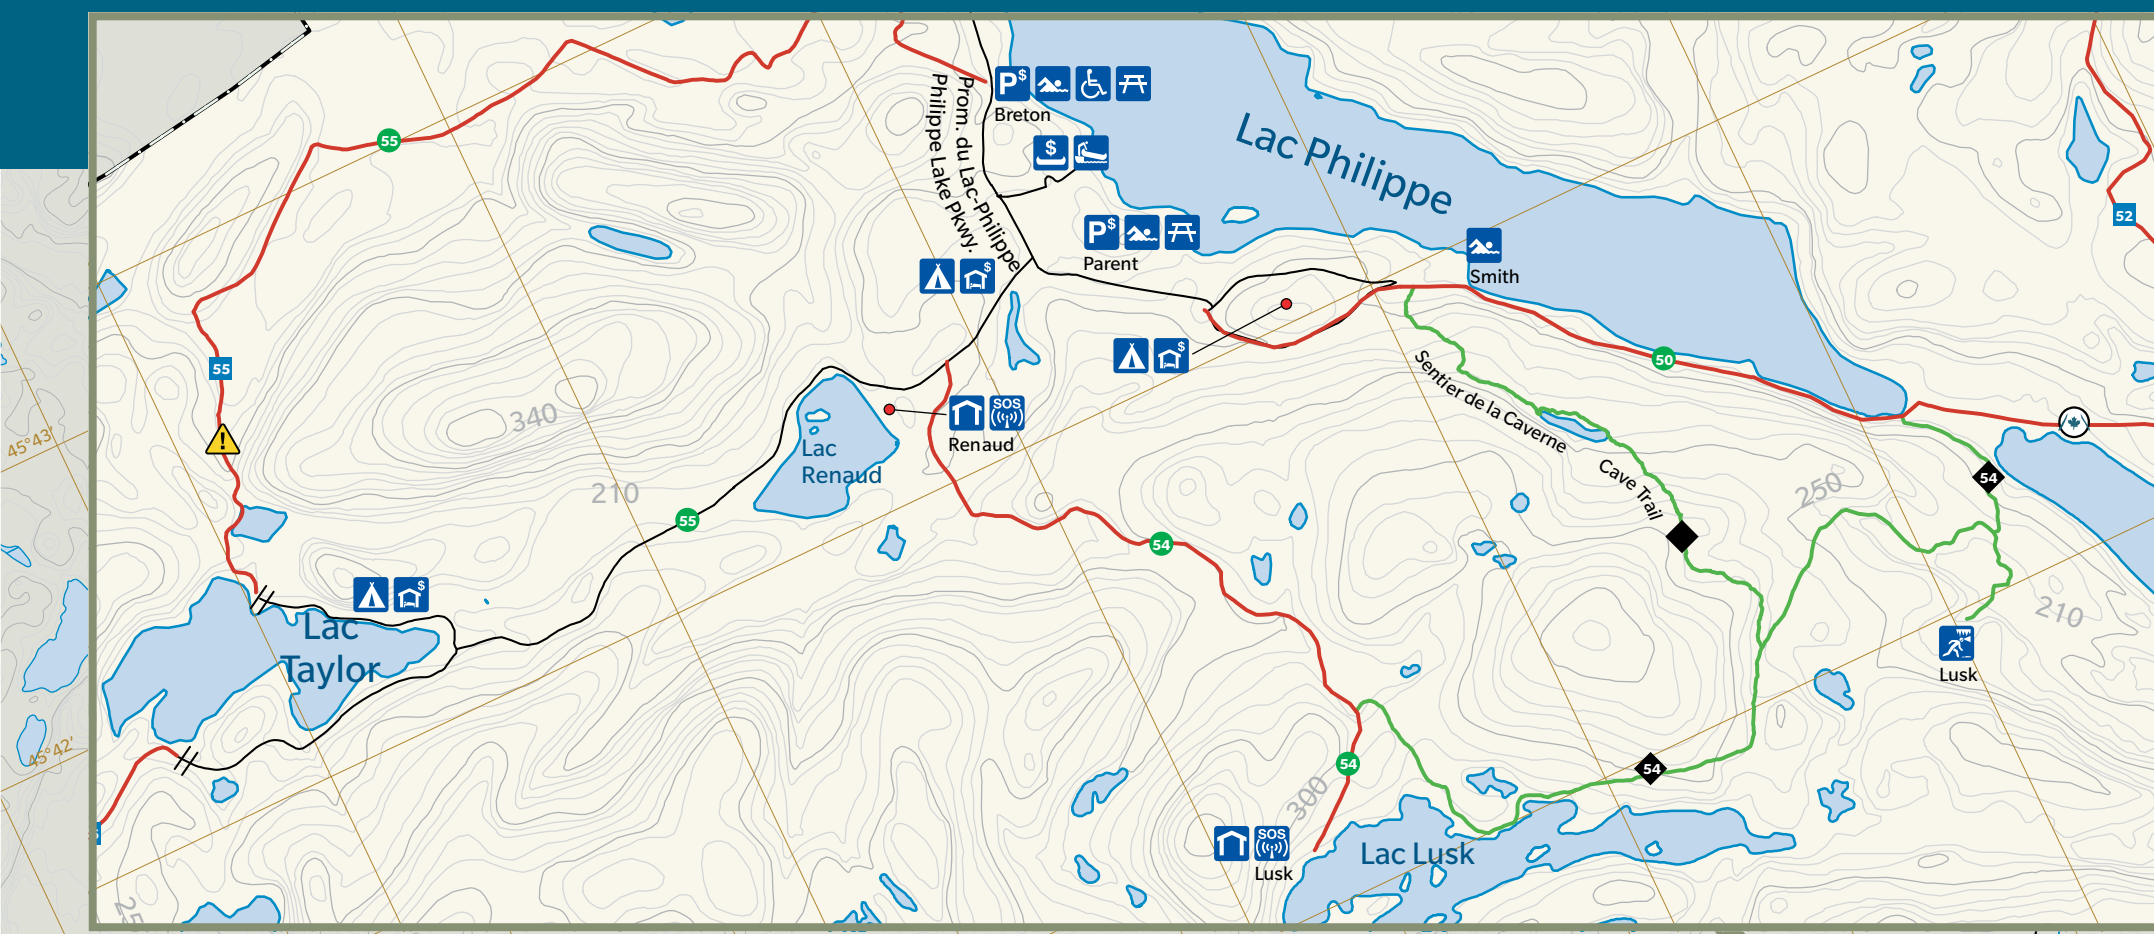 P$
Breton
$
Prom. du Lac-Philippe
Philippe Lake Pkwy.
Lac Philippe
55
52
P$
Parent
Smith
$
55
$
50
Sentier de la Caverne
340
SOS
Renaud
Lac
Renaud
45°43'
Cave Trail
54
210
250
55
54
$
210
Lac
Taylor
Lusk
45°42'
54
54
300
SOS
Lusk
Lac Lusk